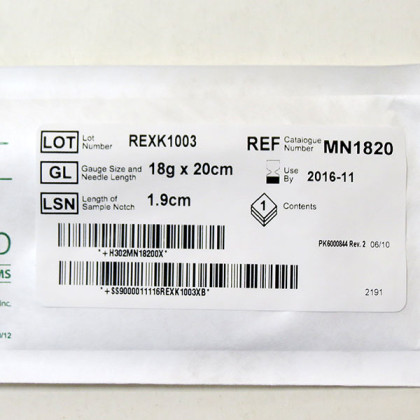 LOT Lot Number REXK1003
REF Catalogue Number MN1820
GL Gauge Size and Needle Length 18g x 20cm
Use By 2016-11
LSN Length of Sample Notch 1.9cm
1 Contents
*+H302MN18200X*
PK6000844 Rev. 2 06/10
*+$$9000011116REXK1003XB*
2191
MS
nc.
/12